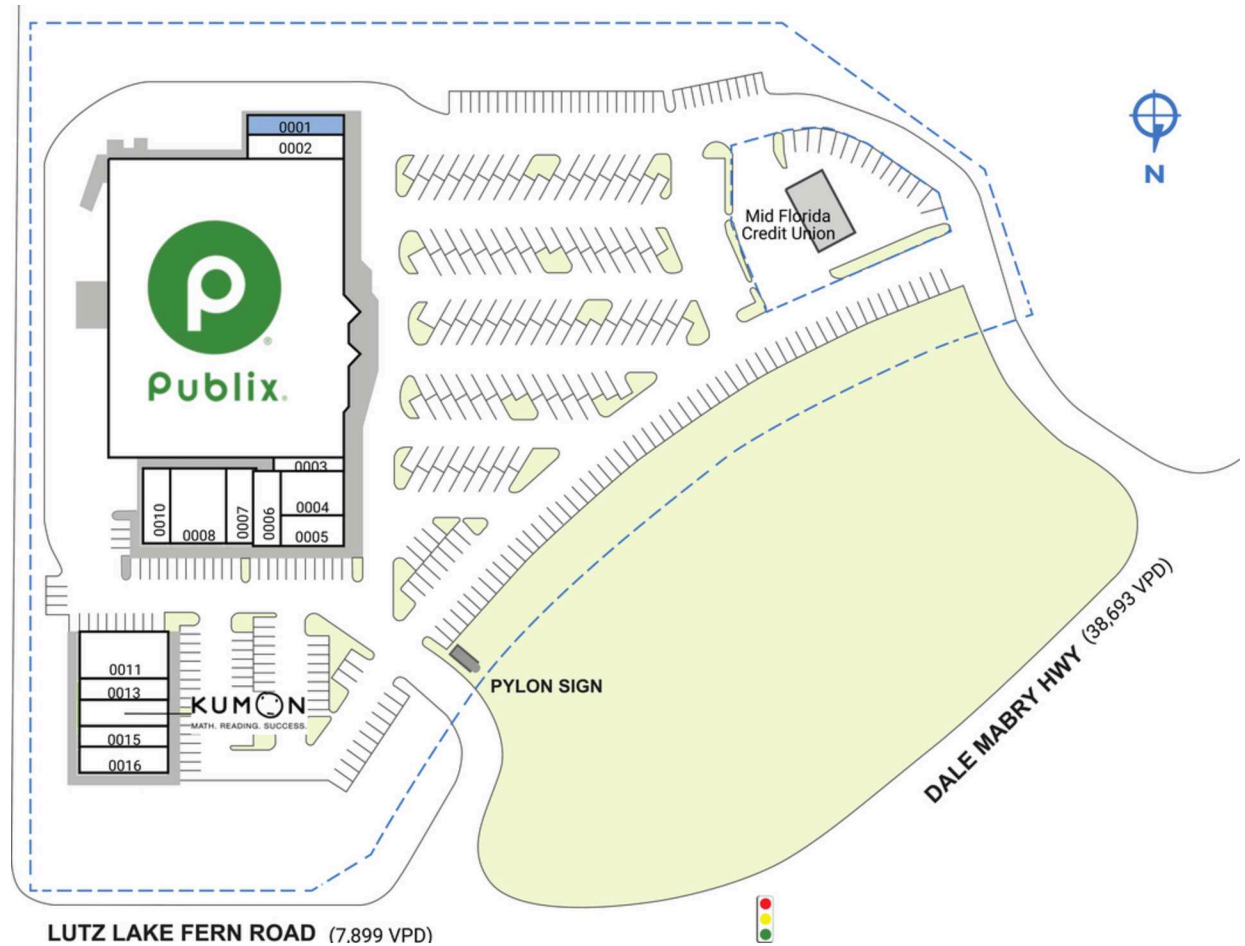 0001
0002
N
Mid Florida
Credit Union
Publix®
Publix.
0003
0004
0005
0006
0007
0008
0010
0011
0013
KUMON
MATH. READING. SUCCESS.
0015
0016
PYLON SIGN
DALE MABRY HWY (38,693 VPD)
LUTZ LAKE FERN ROAD (7,899 VPD)